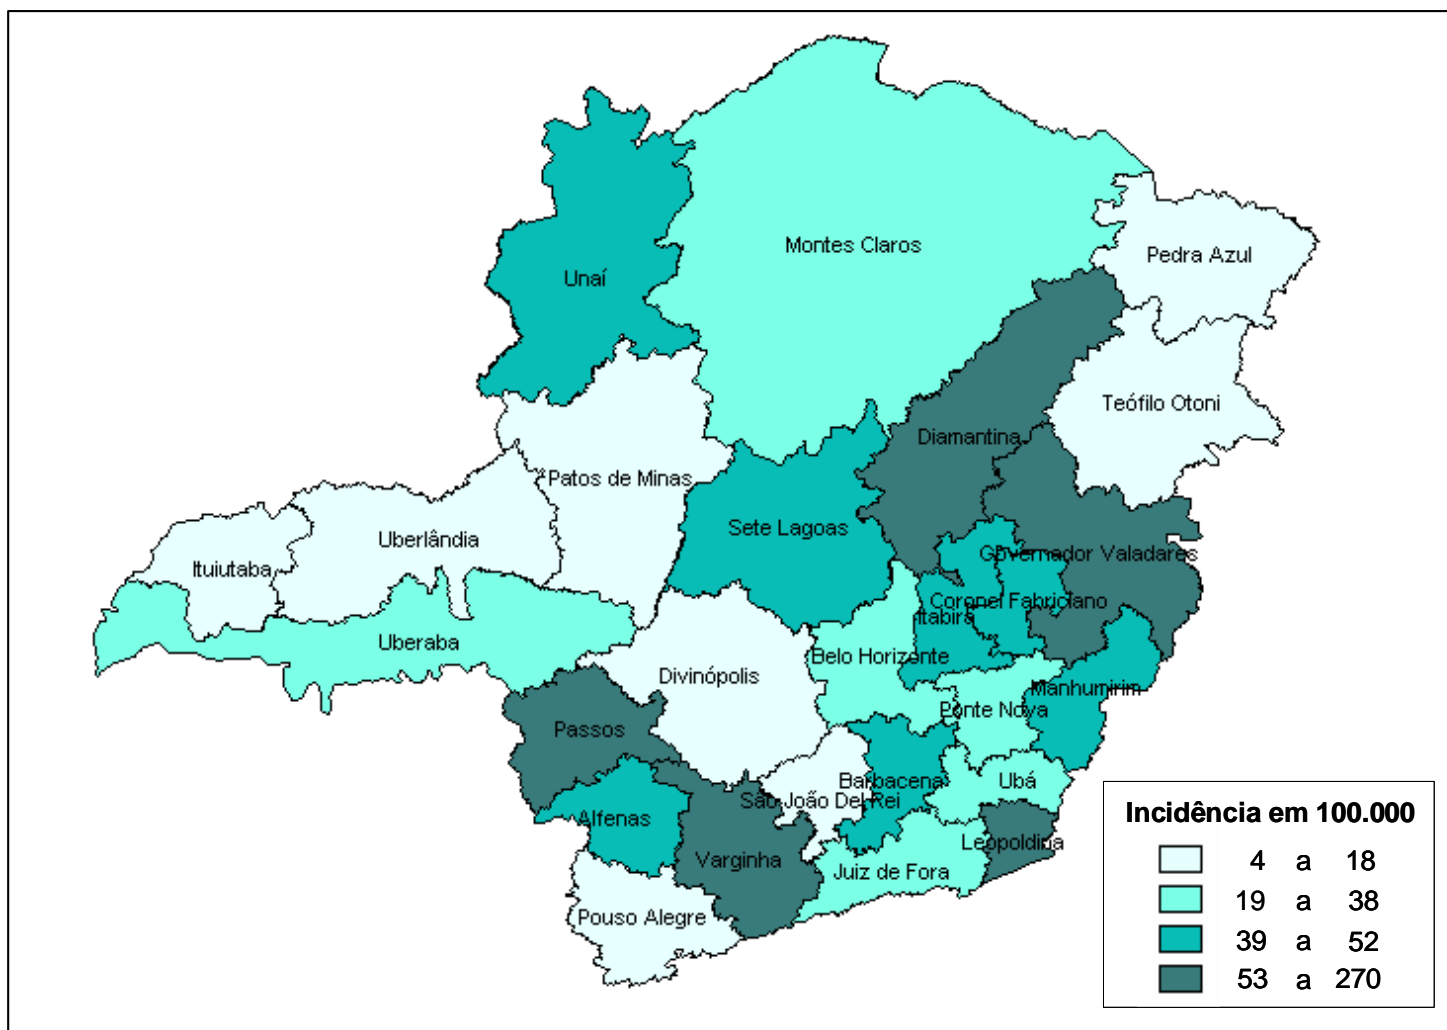 Montes Claros
Pedra Azul
Unaí
Teófilo Otoni
Diamantina
Patos de Minas
Sete Lagoas
Uberlândia
Governador Valadares
Ituiutaba
Coronel Fabriciano
Itabira
Uberaba
Belo Horizonte
Divinópolis
Manhumirim
Ponte Nova
Passos
Barbacena
Ubá
São João Del Rei
Alfenas
Leopoldina
Varginha
Juiz de Fora
Pouso Alegre
Incidência em 100.000
4 a 18
19 a 38
39 a 52
53 a 270